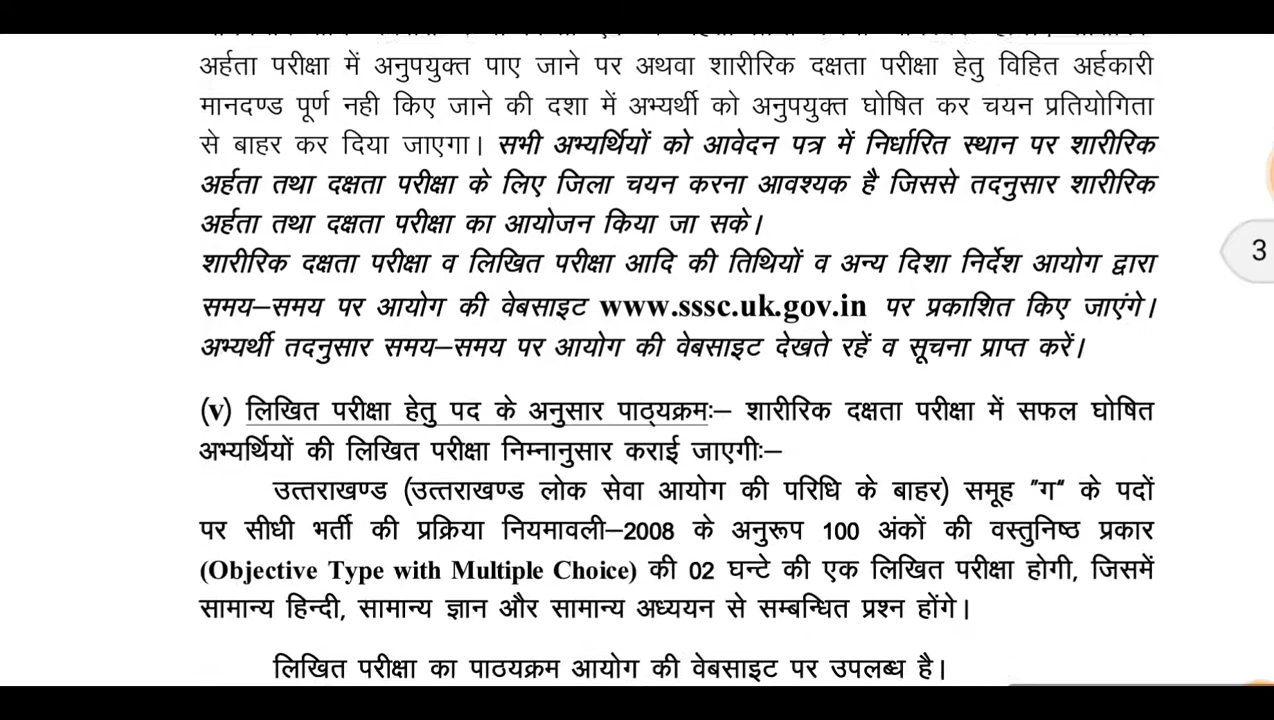 अर्हता परीक्षा में अनुपयुक्त पाए जाने पर अथवा शारीरिक दक्षता परीक्षा हेतु विहित अर्हकारी
मानदण्ड पूर्ण नही किए जाने की दशा में अभ्यर्थी को अनुपयुक्त घोषित कर चयन प्रतियोगिता
से बाहर कर दिया जाएगा। सभी अभ्यर्थियों को आवेदन पत्र में निर्धारित स्थान पर शारीरिक
अर्हता तथा दक्षता परीक्षा के लिए जिला चयन करना आवश्यक है जिससे तदनुसार शारीरिक
अर्हता तथा दक्षता परीक्षा का आयोजन किया जा सके।
शारीरिक दक्षता परीक्षा व लिखित परीक्षा आदि की तिथियों व अन्य दिशा निर्देश आयोग द्वारा
समय–समय पर आयोग की वेबसाइट www.sssc.uk.gov.in पर प्रकाशित किए जाएंगे।
अभ्यर्थी तदनुसार समय–समय पर आयोग की वेबसाइट देखते रहें व सूचना प्राप्त करें।
3
(v) लिखित परीक्षा हेतु पद के अनुसार पाठ्यक्रमः– शारीरिक दक्षता परीक्षा में सफल घोषित
अभ्यर्थियों की लिखित परीक्षा निम्नानुसार कराई जाएगीः–
उत्तराखण्ड (उत्तराखण्ड लोक सेवा आयोग की परिधि के बाहर) समूह "ग" के पदों
पर सीधी भर्ती की प्रक्रिया नियमावली–2008 के अनुरूप 100 अंकों की वस्तुनिष्ठ प्रकार
(Objective Type with Multiple Choice) की 02 घन्टे की एक लिखित परीक्षा होगी, जिसमें
सामान्य हिन्दी, सामान्य ज्ञान और सामान्य अध्ययन से सम्बन्धित प्रश्न होंगे।
लिखित परीक्षा का पाठयक्रम आयोग की वेबसाइट पर उपलब्ध है।